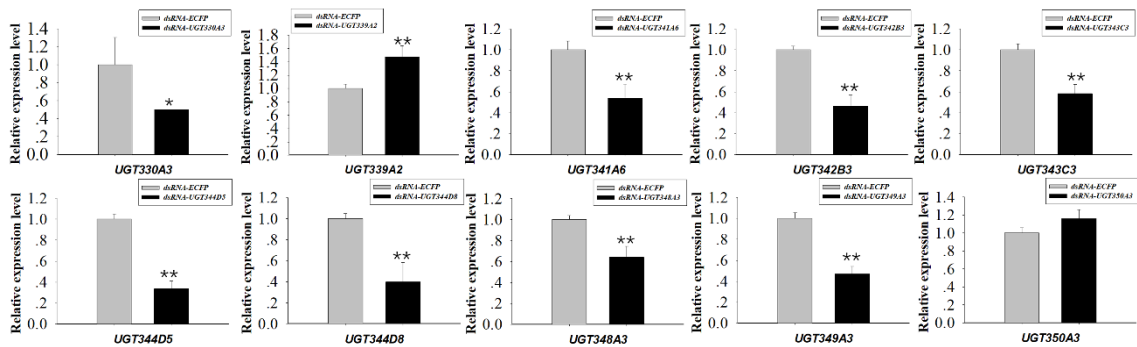 Relative expression level
1.4
1.2
1.0
.8
.6
.4
.2
0.0
dsRNA-ECFP
dsRNA-UGT330A3
*
UGT330A3
Relative expression level
1.8
1.6
1.4
1.2
1.0
.8
.6
.4
.2
0.0
dsRNA-ECFP
dsRNA-UGT339A2
**
UGT339A2
Relative expression level
1.2
1.0
.8
.6
.4
.2
0.0
dsRNA-ECFP
dsRNA-UGT341A6
**
UGT341A6
Relative expression level
1.2
1.0
.8
.6
.4
.2
0.0
dsRNA-ECFP
dsRNA-UGT342B3
**
UGT342B3
Relative expression level
1.2
1.0
.8
.6
.4
.2
0.0
dsRNA-ECFP
dsRNA-UGT343C3
**
UGT343C3
Relative expression level
1.2
1.0
.8
.6
.4
.2
0.0
dsRNA-ECFP
dsRNA-UGT344D5
**
UGT344D5
Relative expression level
1.2
1.0
.8
.6
.4
.2
0.0
dsRNA-ECFP
dsRNA-UGT344D8
**
UGT344D8
Relative expression level
1.2
1.0
.8
.6
.4
.2
0.0
dsRNA-ECFP
dsRNA-UGT348A3
**
UGT348A3
Relative expression level
1.2
1.0
.8
.6
.4
.2
0.0
dsRNA-ECFP
dsRNA-UGT349A3
**
UGT349A3
Relative expression level
1.4
1.2
1.0
.8
.6
.4
.2
0.0
dsRNA-ECFP
dsRNA-UGT350A3
UGT350A3